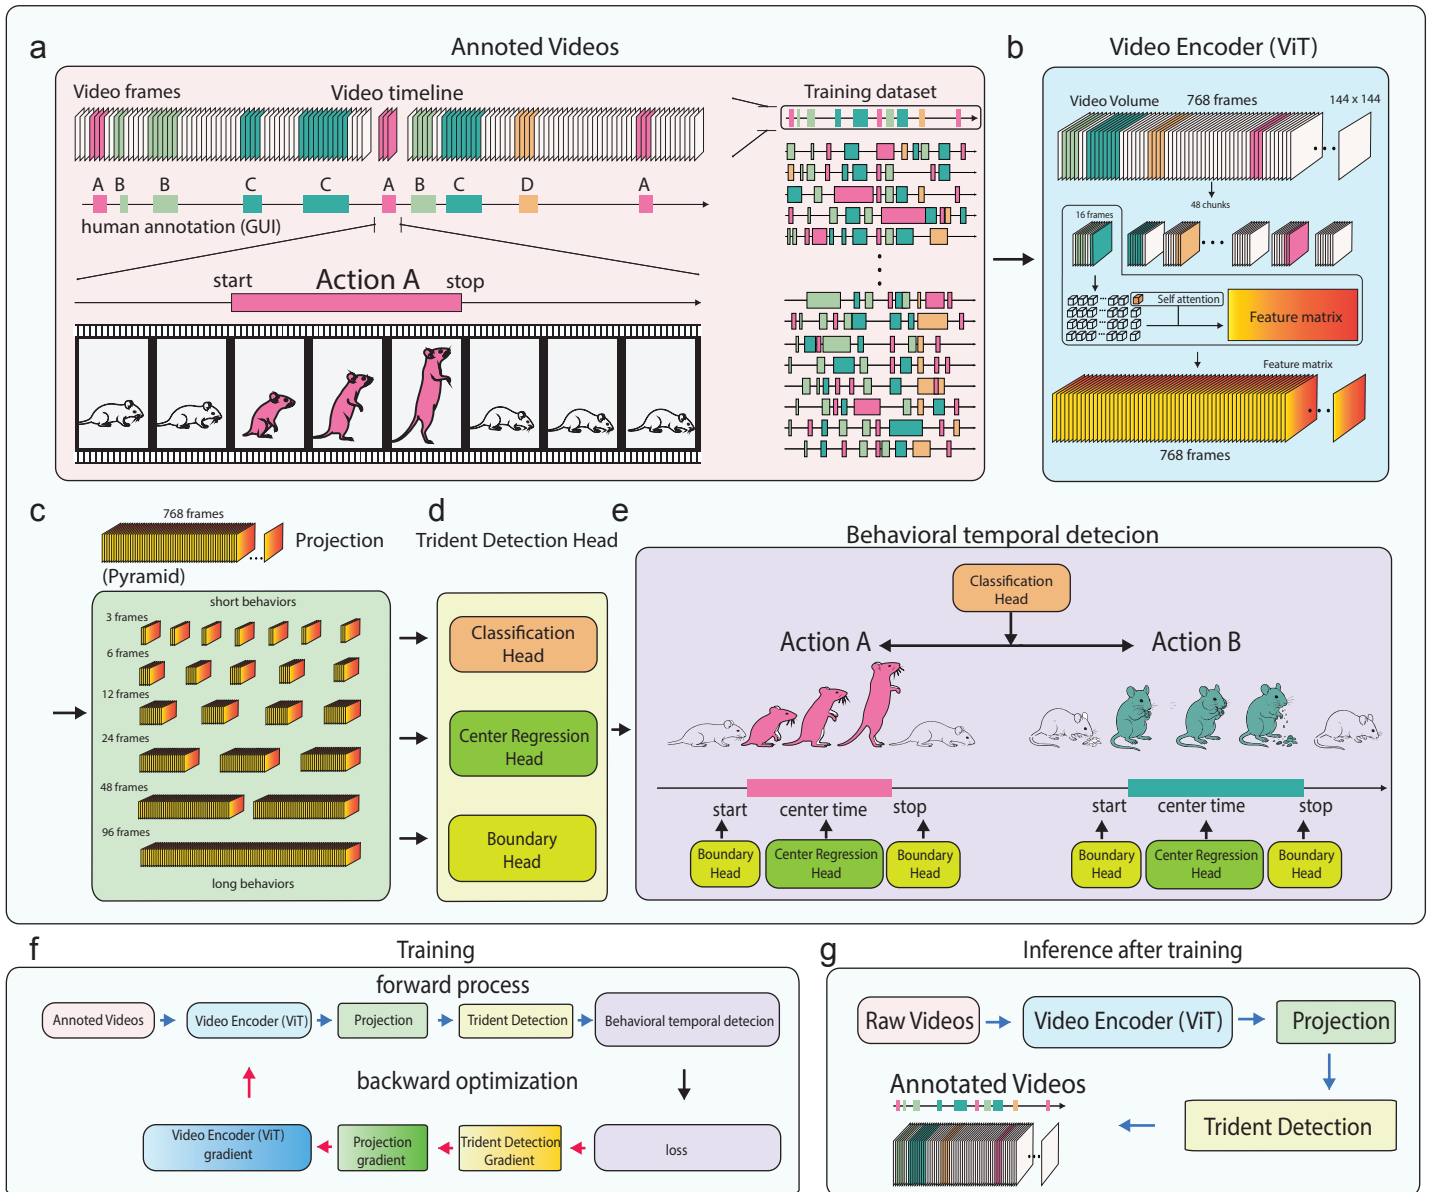 a
Annoted Videos
Video frames
Video timeline
A B B C C A B C D A
human annotation (GUI)
start
Action A
stop
Training dataset
b
Video Encoder (ViT)
Video Volume
768 frames
144 x 144
48 chunks
16 frames
Self attention
Feature matrix
Feature matrix
768 frames
c
768 frames
Projection
(Pyramid)
short behaviors
3 frames
6 frames
12 frames
24 frames
48 frames
96 frames
long behaviors
d
Trident Detection Head
Classification
Head
Center Regression
Head
Boundary
Head
e
Behavioral temporal detecion
Classification
Head
Action A
Action B
start
center time
stop
start
center time
stop
Boundary
Head
Center Regression
Head
Boundary
Head
Boundary
Head
Center Regression
Head
Boundary
Head
f
Training
forward process
Annoted Videos
Video Encoder (ViT)
Projection
Trident Detection
Behavioral temporal detecion
backward optimization
Video Encoder (ViT)
gradient
Projection
gradient
Trident Detection
Gradient
loss
g
Inference after training
Raw Videos
Video Encoder (ViT)
Projection
Annotated Videos
Trident Detection